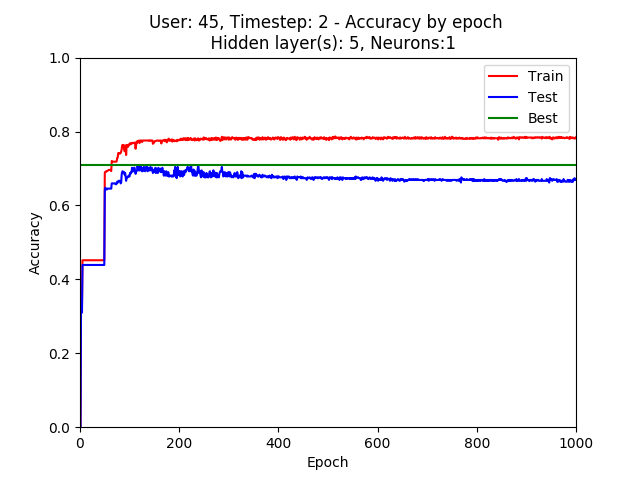 User: 45, Timestep: 2 - Accuracy by epoch
Hidden layer(s): 5, Neurons:1
1.0
0.8
0.6
0.4
0.2
0.0
Accuracy
Train
Test
Best
0 200 400 600 800 1000
Epoch